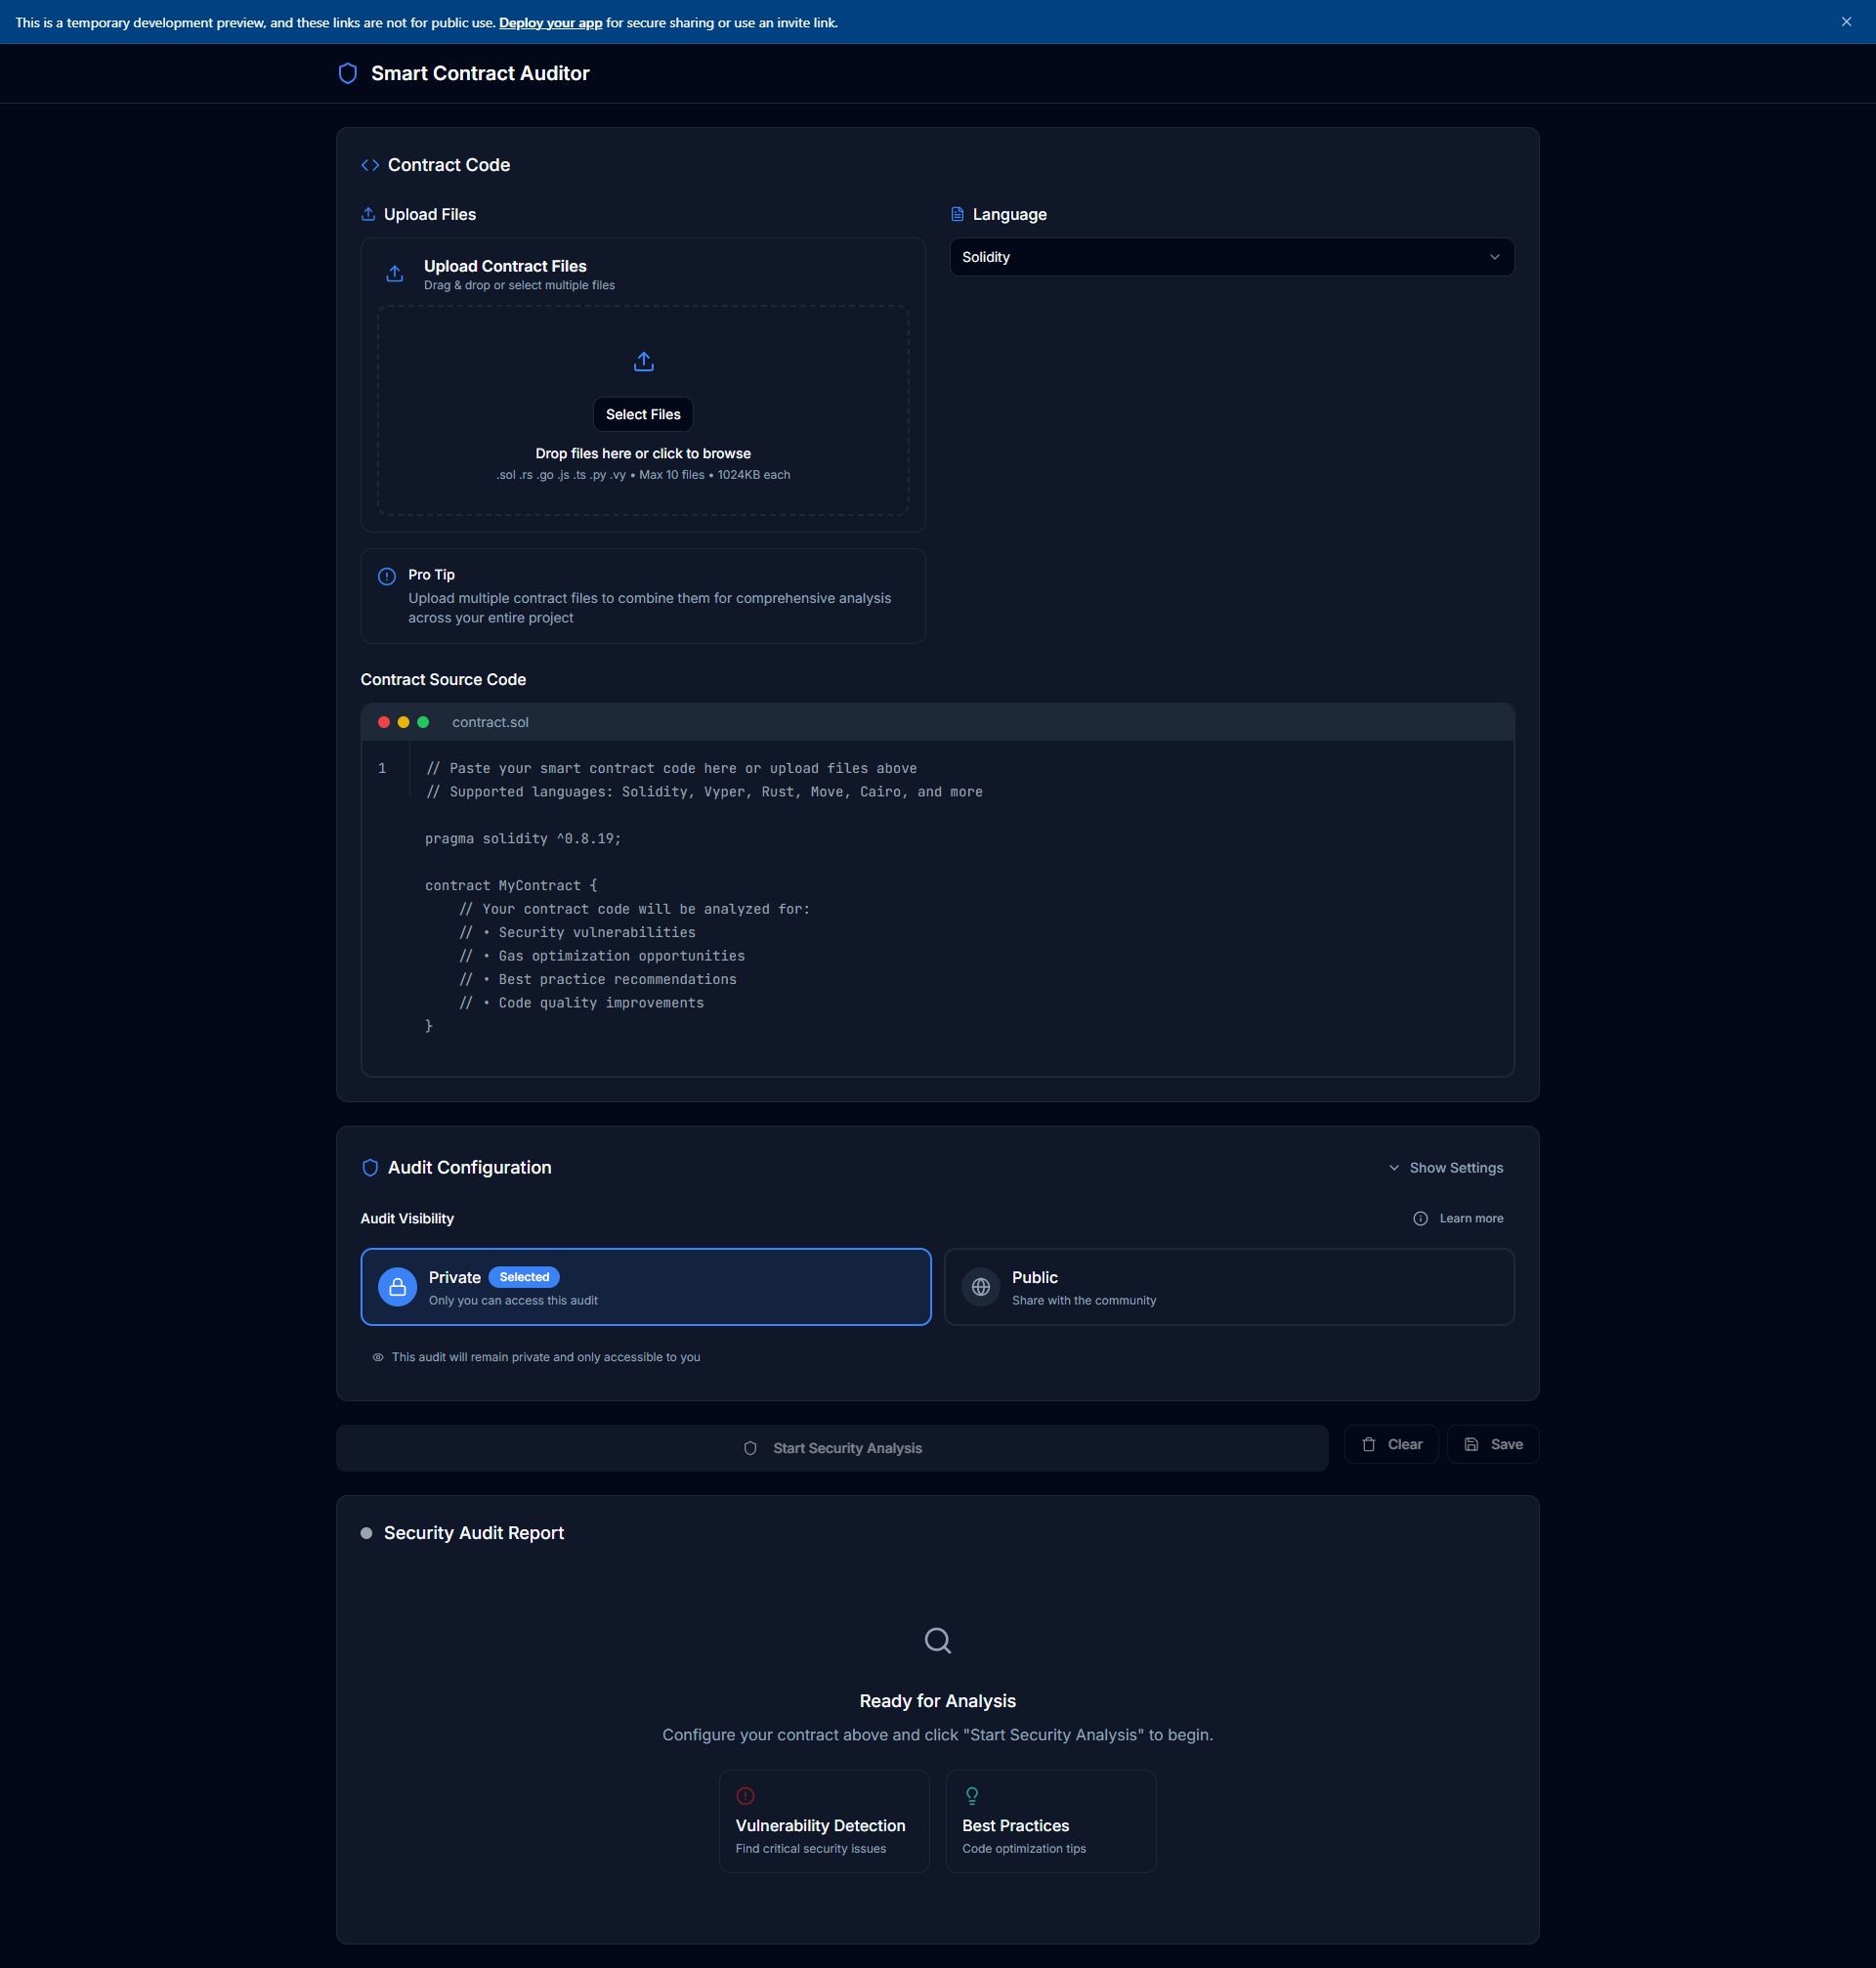 This is a temporary development preview, and these links are not for public use. Deploy your app for secure sharing or use an invite link.
Smart Contract Auditor
Contract Code
Upload Files
Upload Contract Files
Drag & drop or select multiple files
Select Files
Drop files here or click to browse
.sol .rs .go .js .ts .py .vy • Max 10 files • 1024KB each
Pro Tip
Upload multiple contract files to combine them for comprehensive analysis
across your entire project
Language
Solidity
Contract Source Code
contract.sol
1
// Paste your smart contract code here or upload files above
// Supported languages: Solidity, Vyper, Rust, Move, Cairo, and more
pragma solidity ^0.8.19;
contract MyContract {
// Your contract code will be analyzed for:
// • Security vulnerabilities
// • Gas optimization opportunities
// • Best practice recommendations
// • Code quality improvements
}
Audit Configuration
Show Settings
Audit Visibility
Learn more
Private Selected
Only you can access this audit
Public
Share with the community
This audit will remain private and only accessible to you
Start Security Analysis
Clear
Save
Security Audit Report
Ready for Analysis
Configure your contract above and click "Start Security Analysis" to begin.
Vulnerability Detection
Find critical security issues
Best Practices
Code optimization tips